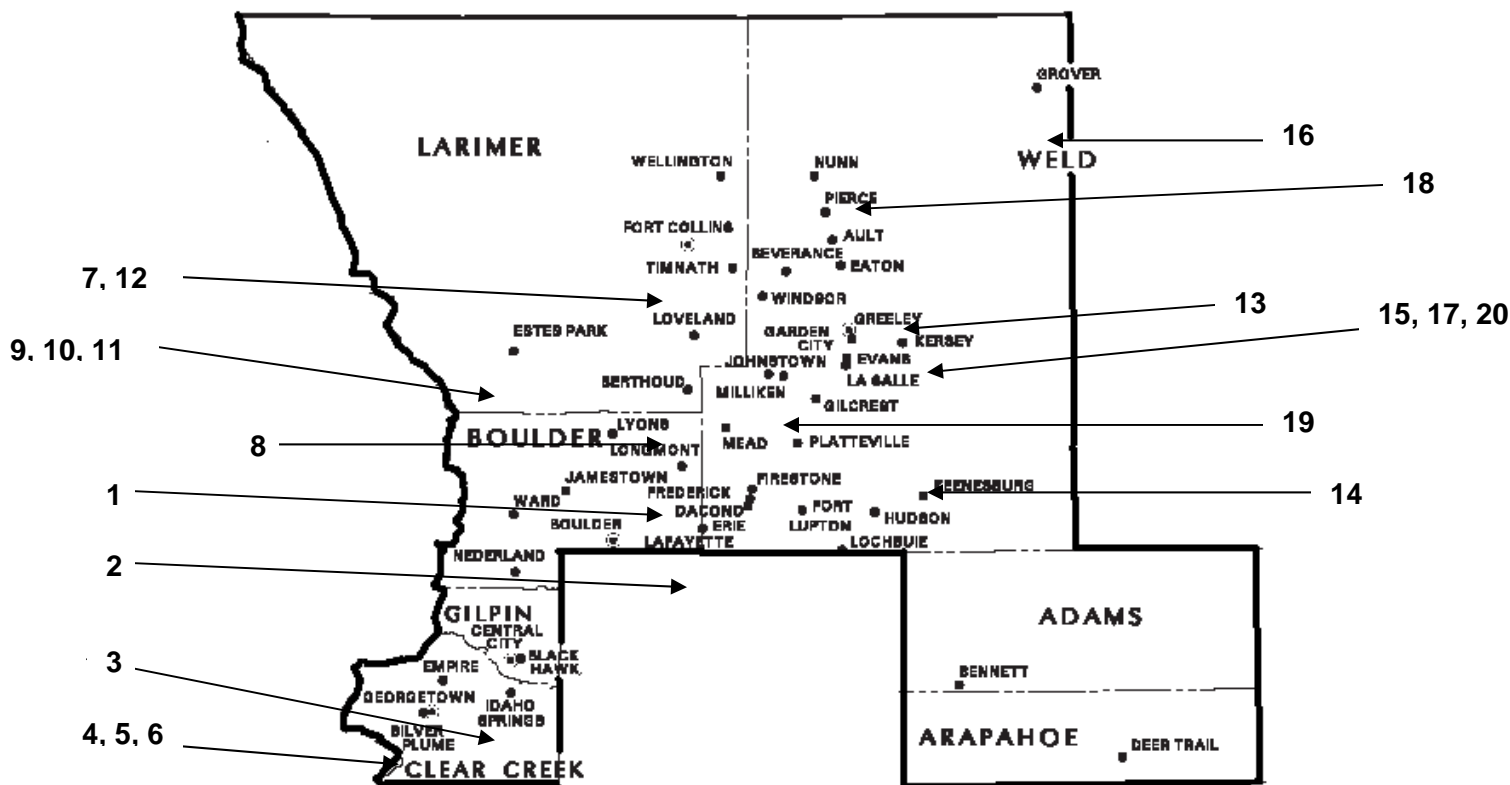 GROVER
16
LARIMER
WELLINGTON
NUNN
WELD
18
PIERCE
FORT COLLING
AULT
BEVERANCE
TIMNATH
EATON
7, 12
WINDSOR
13
LOVELAND
GREELEY
15, 17, 20
ESTES PARK
GARDEN
CITY
KERSEY
9, 10, 11
JOHNSTOWN
EVANS
LA GALLE
BERTHOUD
MILLIKEN
GILCREST
LYONS
19
BOULDER
8
MEAD
PLATTEVILLE
LONGMONT
JAMESTOWN
FIRESTONE
FREDERICK
KEENESBURG
14
1
WARD
DACONO
FORT
LUPTON
HUDSON
BOULDER
ERIE
LAFAYETTE
LOCHBUIE
NEDERLAND
2
GILPIN
ADAMS
CENTRAL
CITY
BLACK
HAWK
3
EMPIRE
BENNETT
GEORGETOWN
IDAHO
SPRINGS
4, 5, 6
SILVER
PLUME
ARAPAHOE
DEER TRAIL
CLEAR CREEK